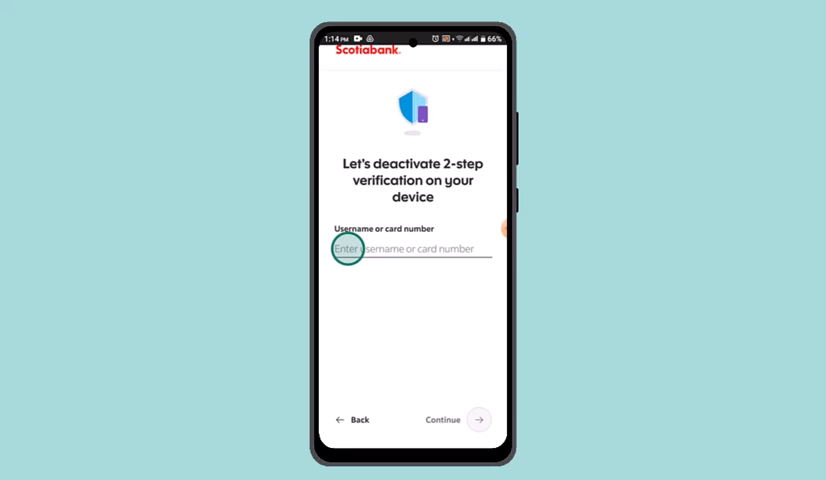 1:14 PM 66%
Scotiabank.
Let's deactivate 2-step
verification on your
device
Username or card number
Enter username or card number
Back Continue